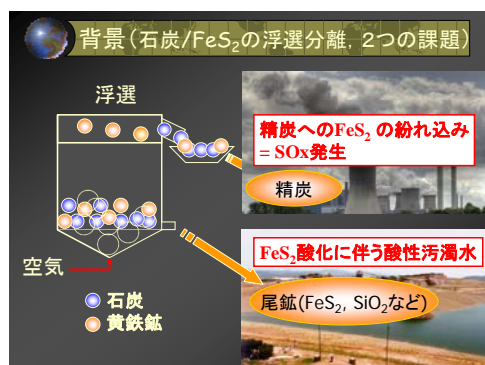 背景(石炭/FeS₂の浮選分離, 2つの課題)
浮選
精炭へのFeS₂ の紛れ込み
= SOx発生
精炭
FeS₂酸化に伴う酸性汚濁水
尾鉱(FeS₂, SiO₂など)
空気
石炭
黄鉄鉱